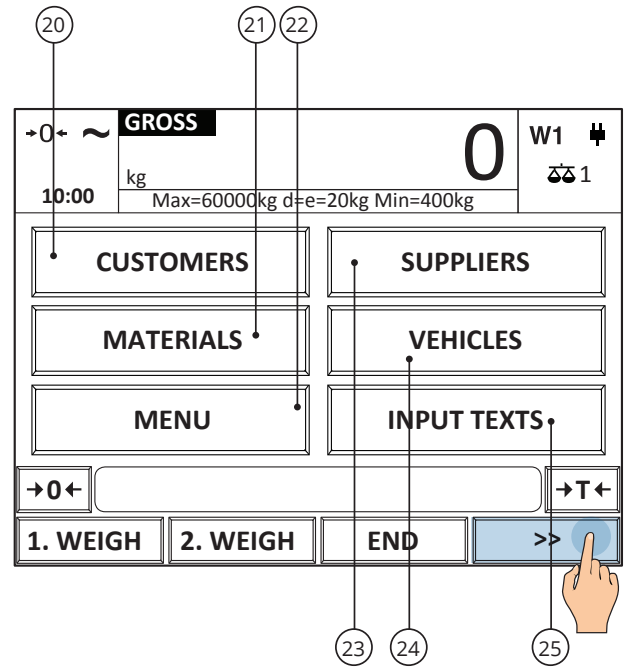 20 21 22
→0← ~ GROSS 0 W1
kg 1
10:00 Max=60000kg d=e=20kg Min=400kg
CUSTOMERS SUPPLIERS
MATERIALS VEHICLES
MENU INPUT TEXTS
→0← →T←
1. WEIGH 2. WEIGH END >>
23 24 25